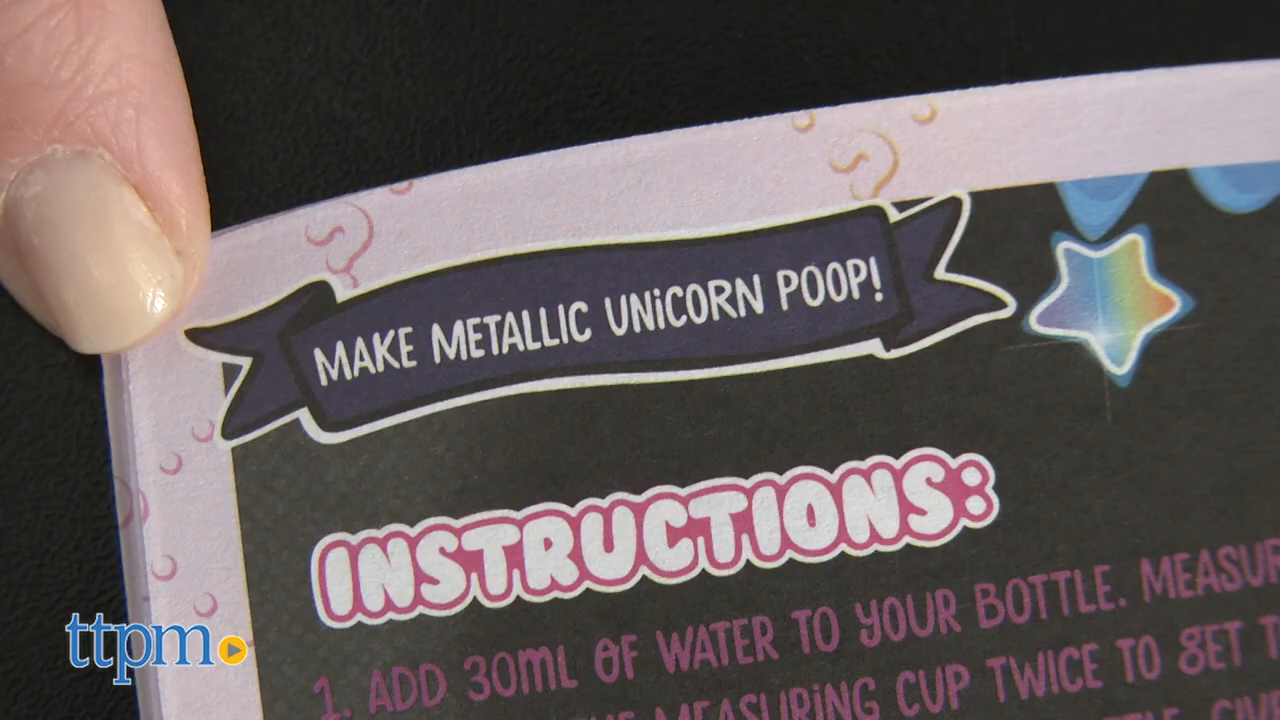 MAKE METALLIC UNiCORN POOP!
INSTRUCTIONS:
1. ADD 30mL OF WATER TO YOUR BOTTLE. MEASUR
MEASURiNG CUP TWICE TO GET T
ttpm